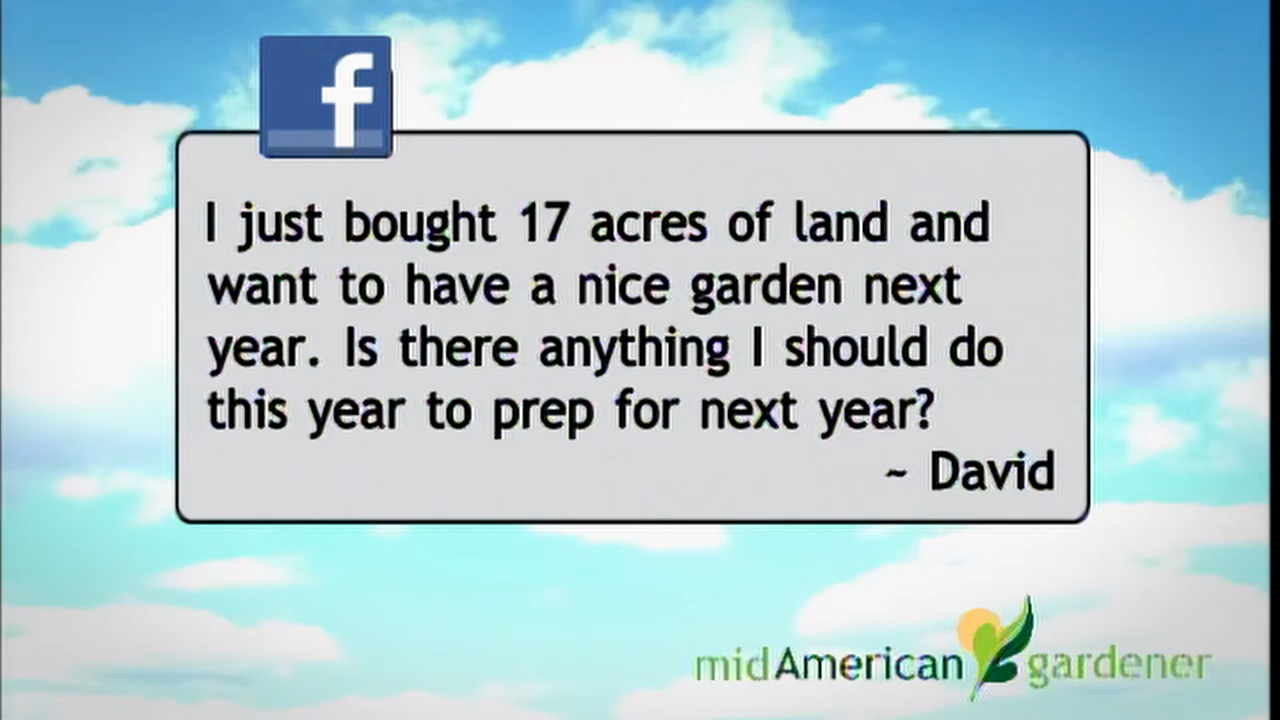 f
I just bought 17 acres of land and
want to have a nice garden next
year. Is there anything I should do
this year to prep for next year?
~ David
midAmerican gardener